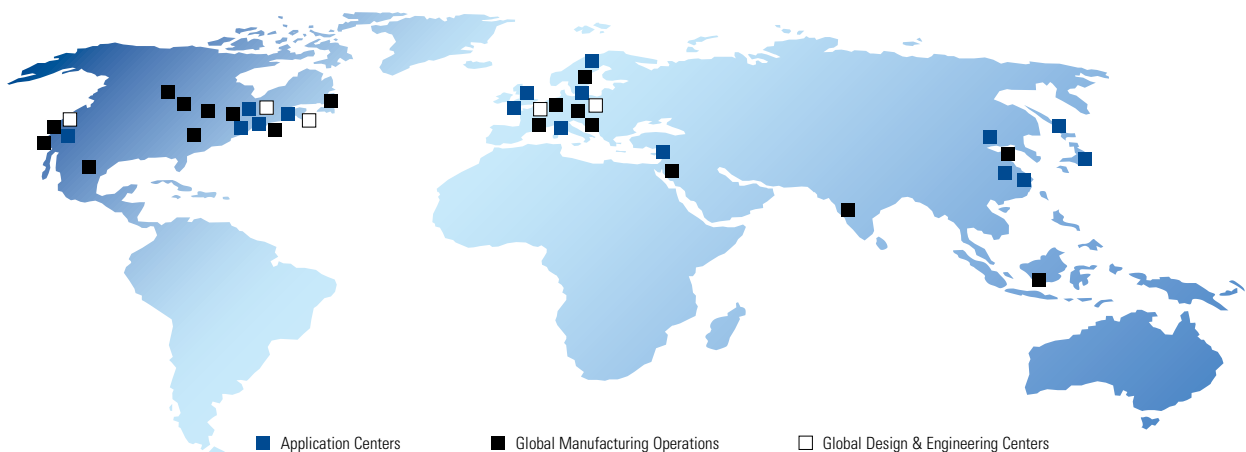 Application Centers
Global Manufacturing Operations
Global Design & Engineering Centers